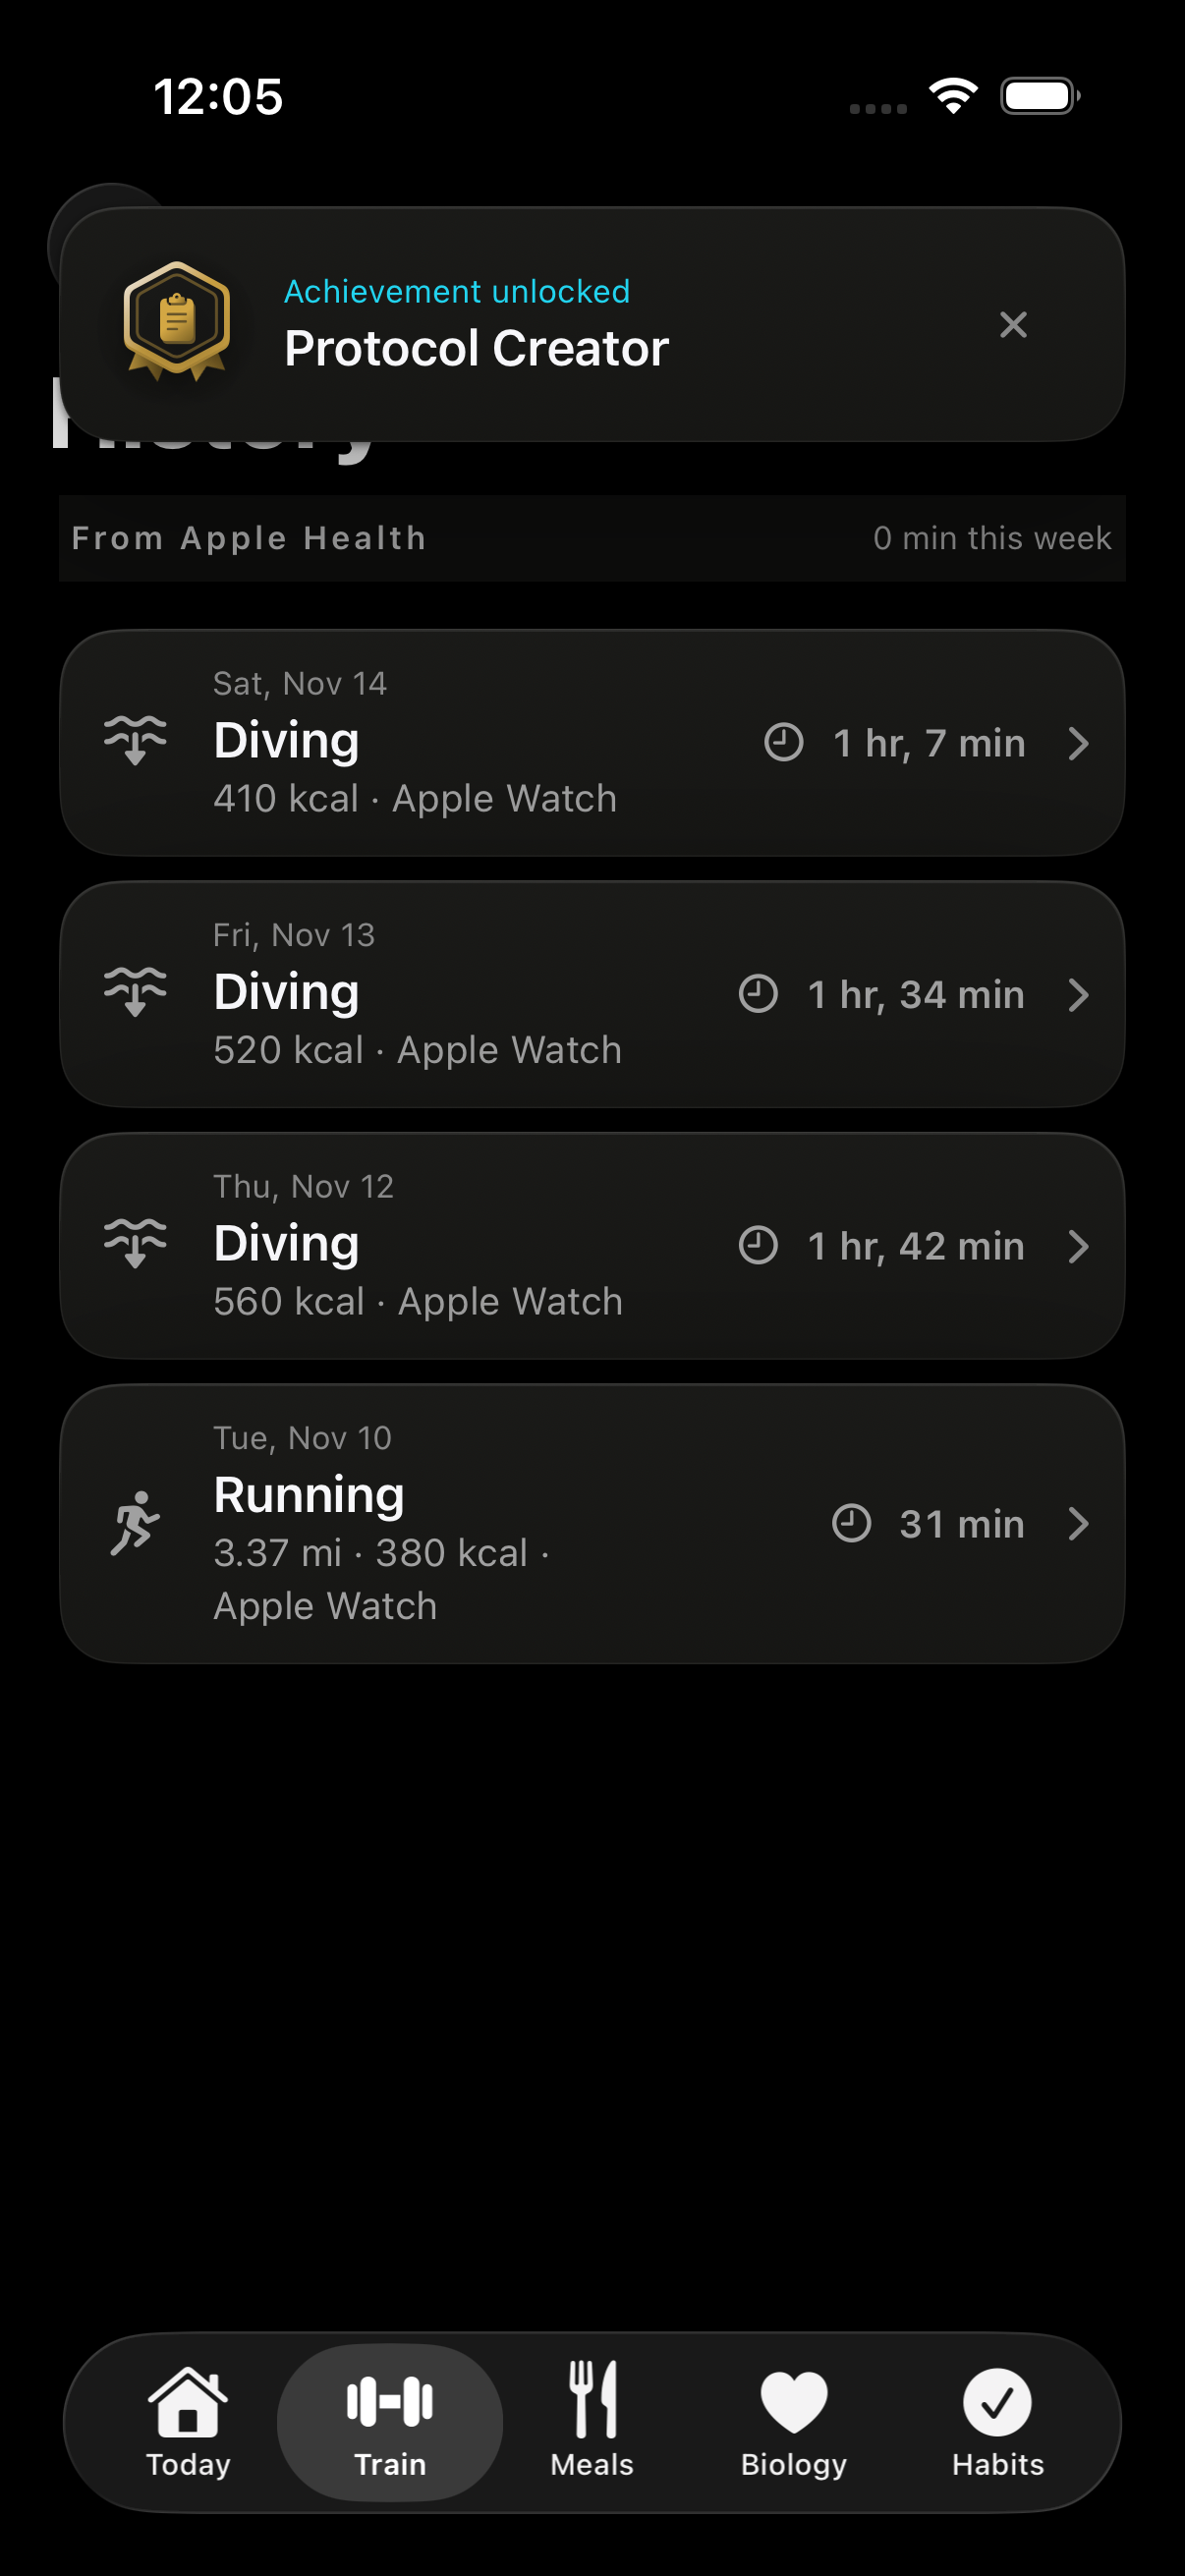 12:05
Achievement unlocked
Protocol Creator
History
From Apple Health
0 min this week
Sat, Nov 14
Diving
1 hr, 7 min
410 kcal · Apple Watch
Fri, Nov 13
Diving
1 hr, 34 min
520 kcal · Apple Watch
Thu, Nov 12
Diving
1 hr, 42 min
560 kcal · Apple Watch
Tue, Nov 10
Running
31 min
3.37 mi · 380 kcal ·
Apple Watch
Today
Train
Meals
Biology
Habits